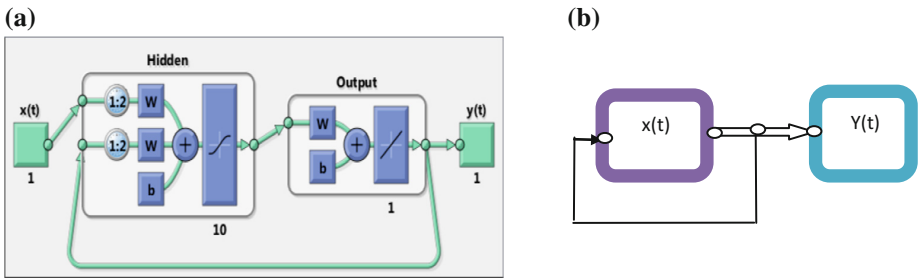 (a)
Hidden
Output
x(t)
1:2
W
1:2
W
b
+
W
b
+
y(t)
1
10
1
1
(b)
x(t)
Y(t)